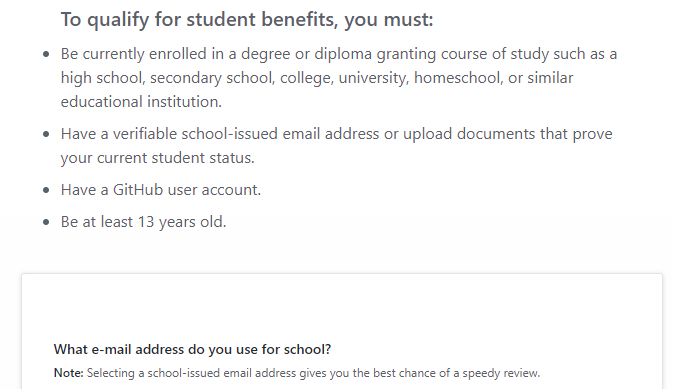 To qualify for student benefits, you must:
Be currently enrolled in a degree or diploma granting course of study such as a
high school, secondary school, college, university, homeschool, or similar
educational institution.
Have a verifiable school-issued email address or upload documents that prove
your current student status.
Have a GitHub user account.
Be at least 13 years old.
What e-mail address do you use for school?
Note: Selecting a school-issued email address gives you the best chance of a speedy review.